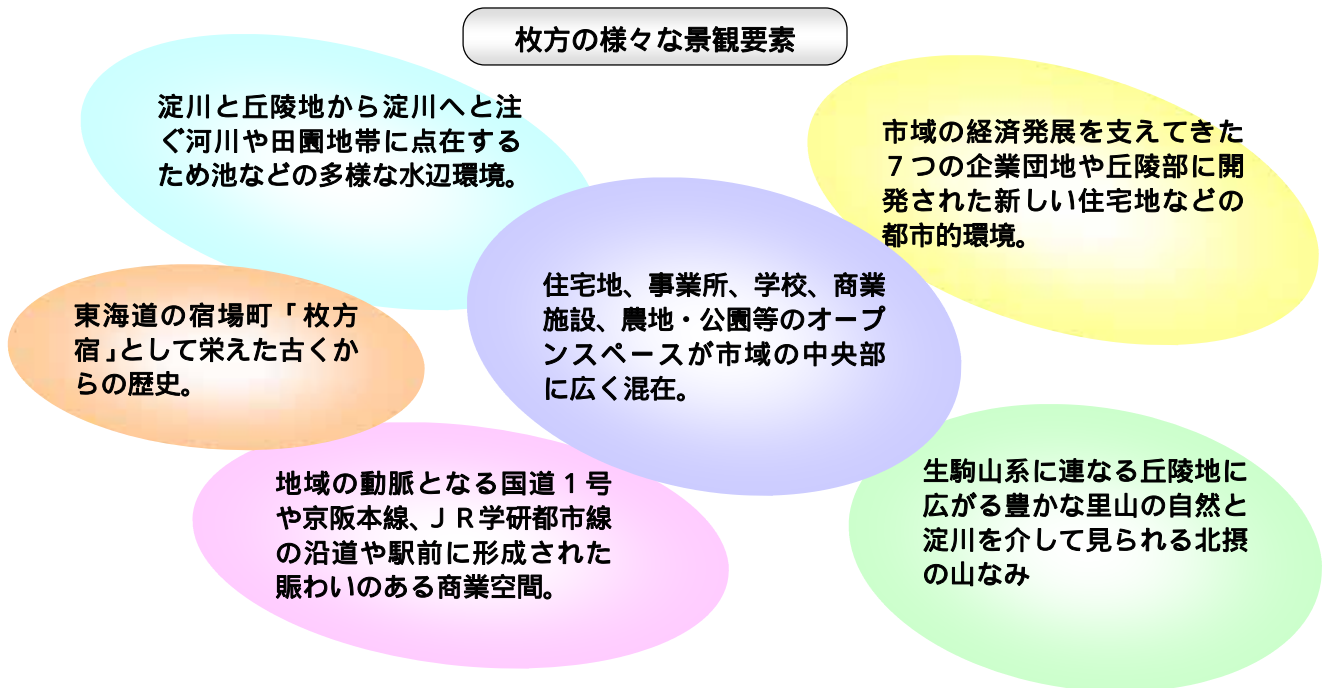 枚方の様々な景観要素
淀川と丘陵地から淀川へと注
ぐ河川や田園地帯に点在する
ため池などの多様な水辺環境。
市域の経済発展を支えてきた
７つの企業団地や丘陵部に開
発された新しい住宅地などの
都市的環境。
住宅地、事業所、学校、商業
施設、農地・公園等のオープ
ンスペースが市域の中央部
に広く混在。
東海道の宿場町「枚方
宿」として栄えた古くか
らの歴史。
地域の動脈となる国道１号
や京阪本線、ＪＲ学研都市線
の沿道や駅前に形成された
賑わいのある商業空間。
生駒山系に連なる丘陵地に
広がる豊かな里山の自然と
淀川を介して見られる北摂
の山なみ